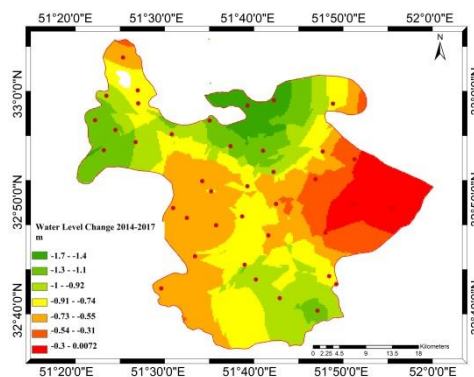 51°20'0"E 51°30'0"E 51°40'0"E 51°50'0"E 52°0'0"E
N
33°0'0"N
32°50'0"N
32°40'0"N
Water Level Change 2014-2017
m
-1.7 - -1.4
-1.3 - -1.1
-1 - -0.92
-0.91 - -0.74
-0.73 - -0.55
-0.54 - -0.31
-0.3 - 0.0072
Kilometers
0 2.25 4.5 9 13.5 18
51°20'0"E 51°30'0"E 51°40'0"E 51°50'0"E 52°0'0"E